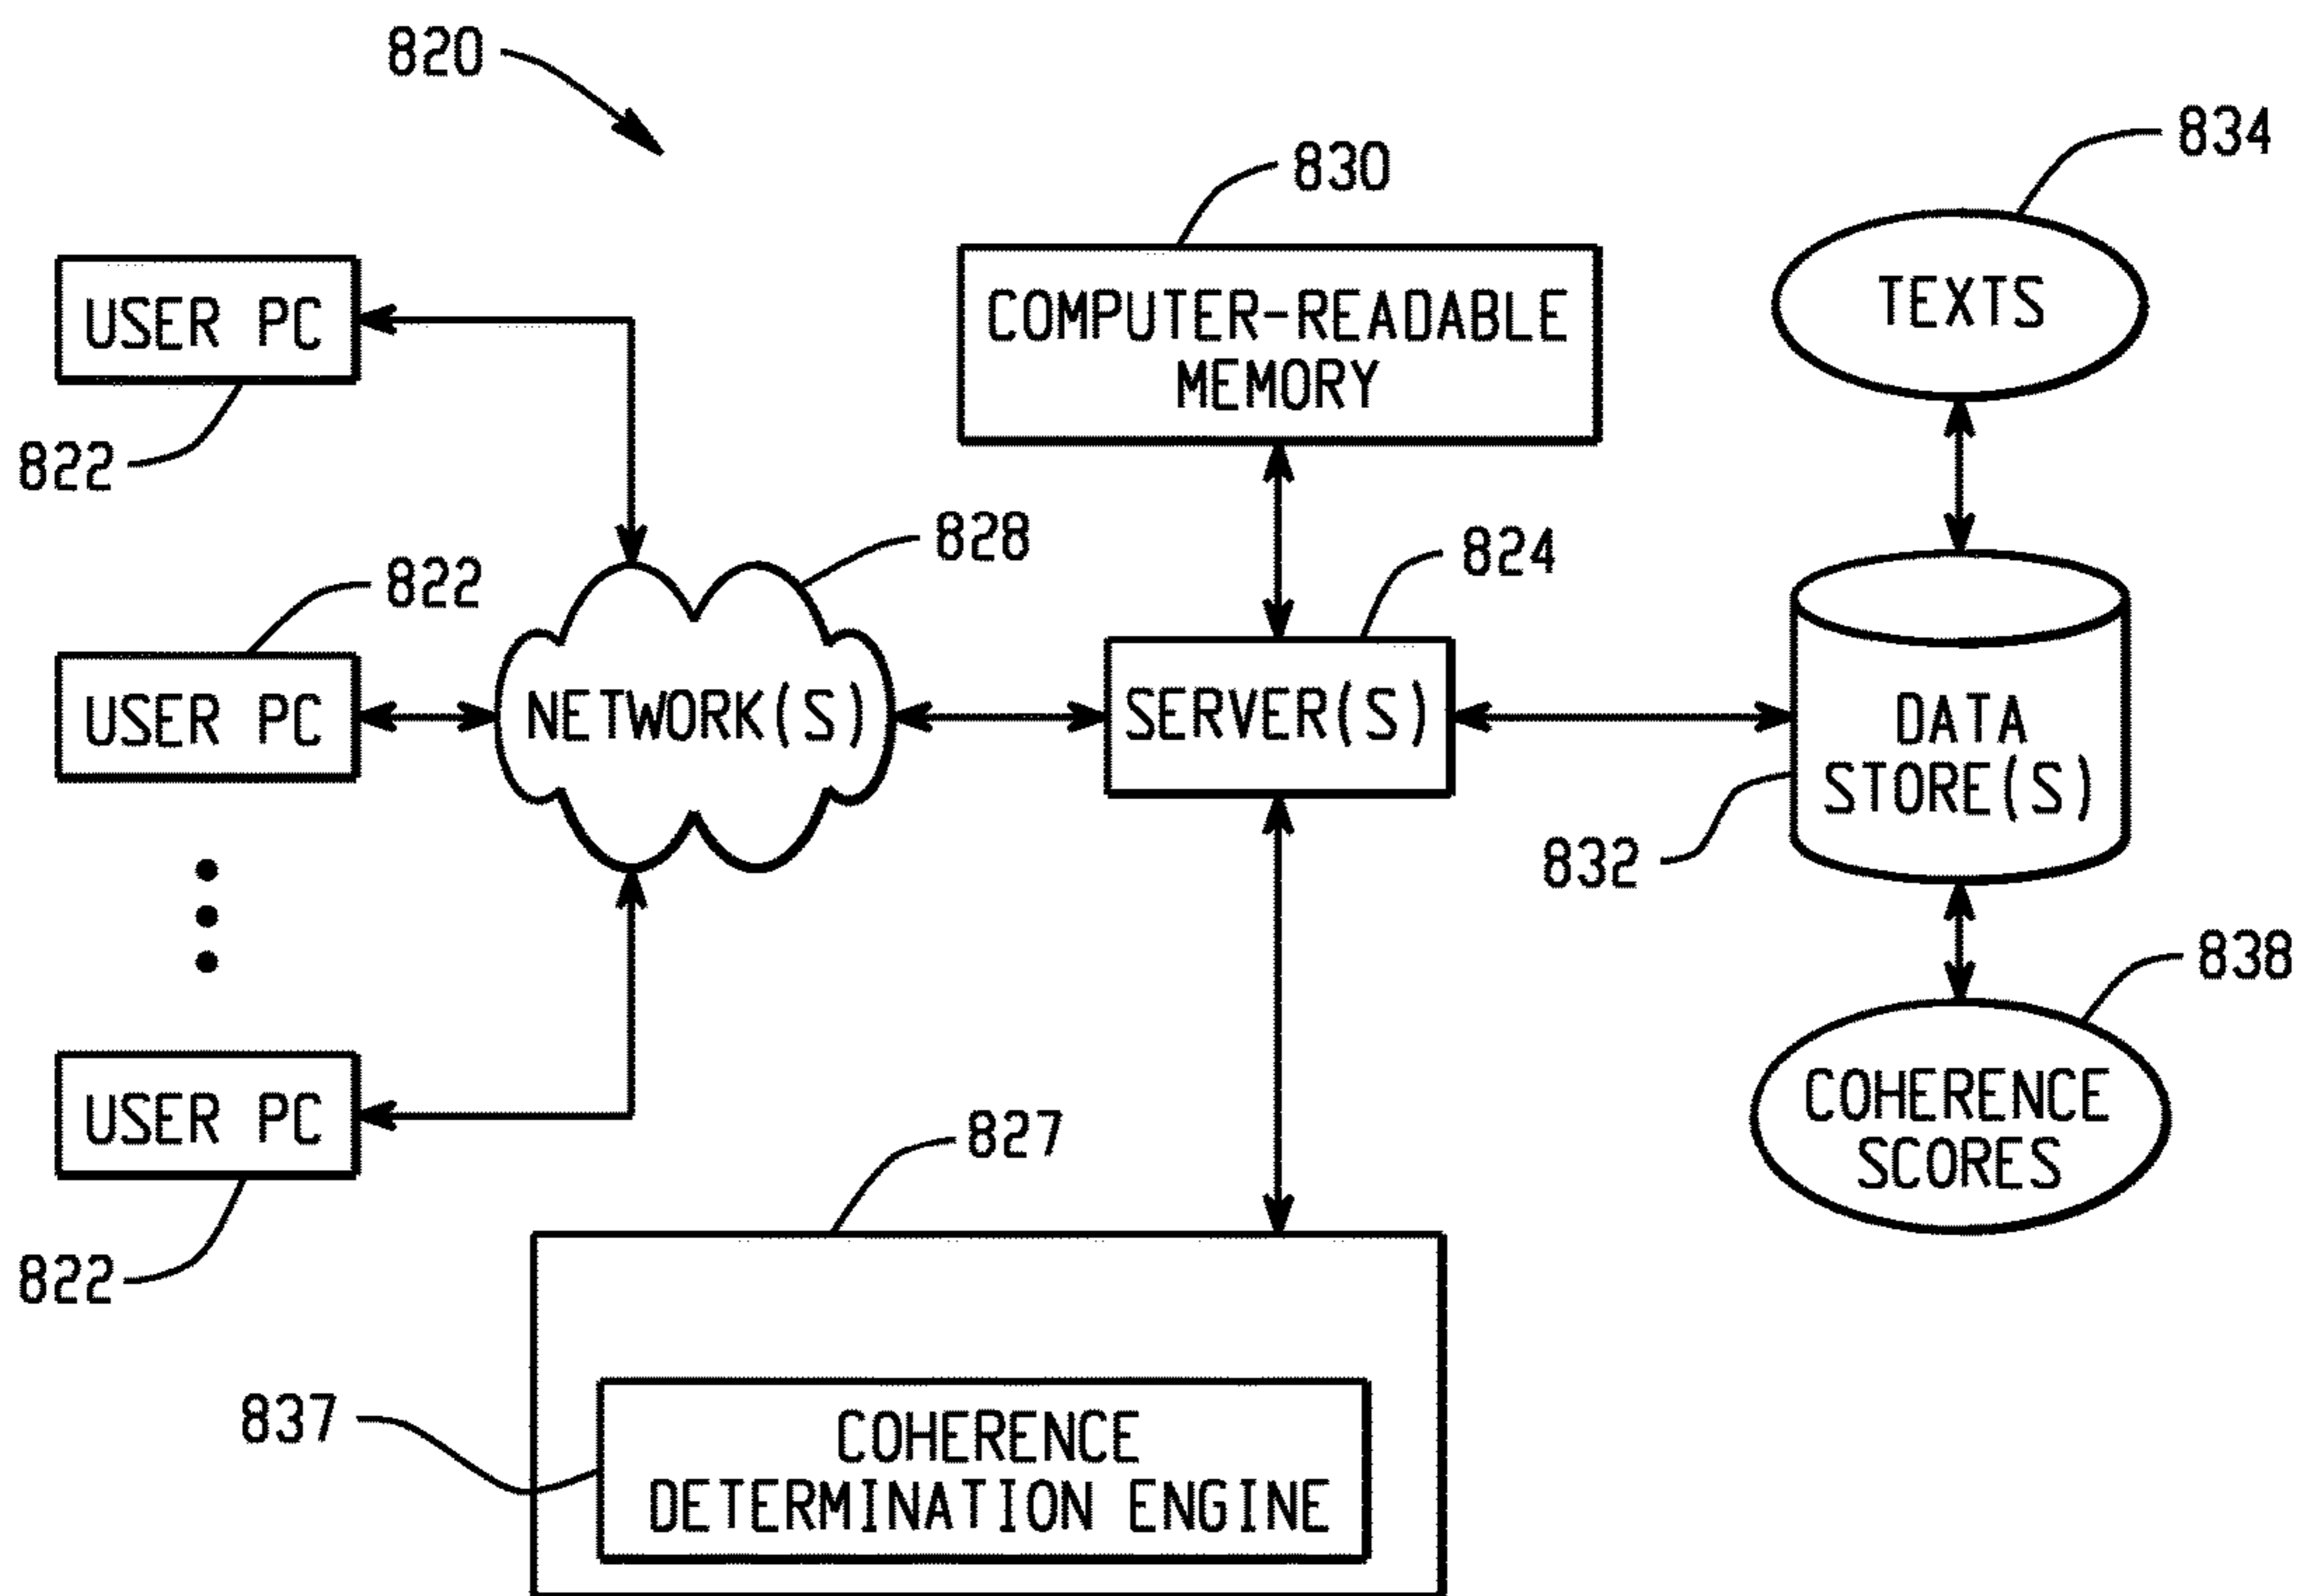 820
834
830
USER PC
COMPUTER-READABLE
MEMORY
TEXTS
822
828
824
822
USER PC
NETWORK(S)
SERVER(S)
DATA
STORE(S)
832
838
USER PC
827
COHERENCE
SCORES
822
837
COHERENCE
DETERMINATION ENGINE